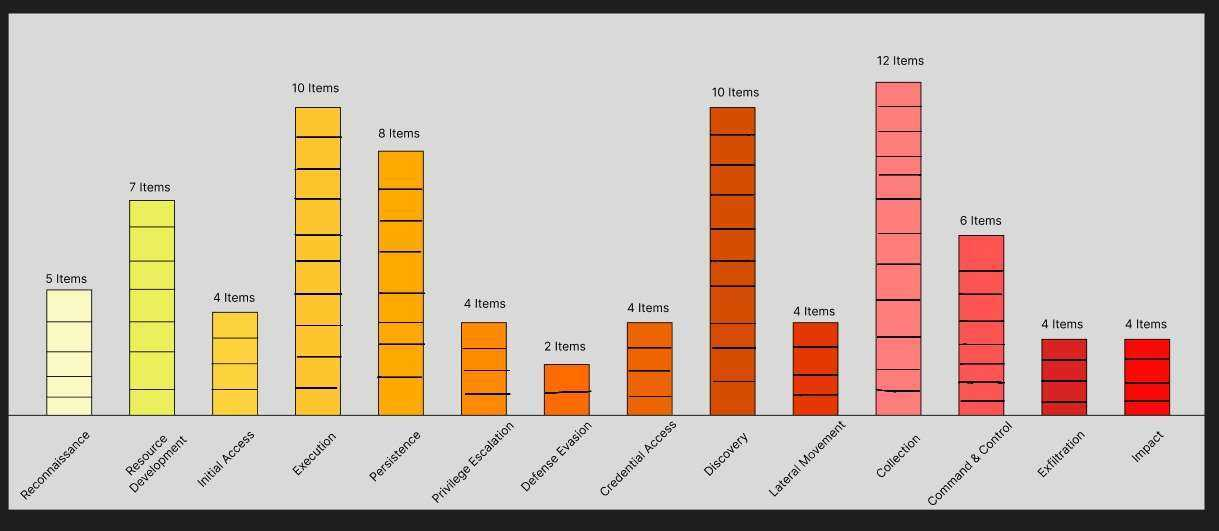 12 Items
10 Items
10 Items
8 Items
7 Items
5 Items
4 Items
4 Items
4 Items
2 Items
4 Items
4 Items
6 Items
4 Items
4 Items
Reconnaissance
Resource
Development
Initial Access
Execution
Persistence
Privilege Escalation
Defense Evasion
Credential Access
Discovery
Lateral Movement
Collection
Command & Control
Exfiltration
Impact